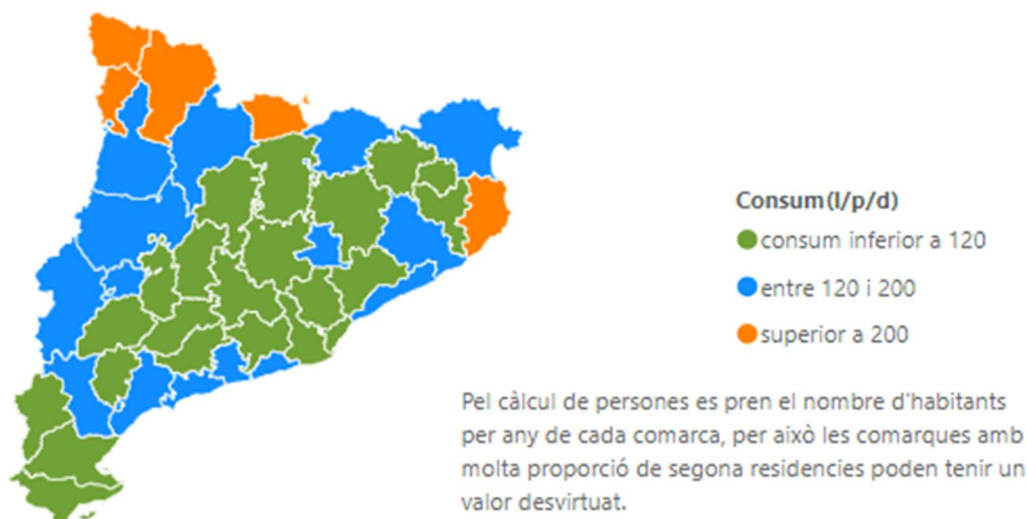 Consum(l/p/d)
consum inferior a 120
entre 120 i 200
superior a 200
Pel càlcul de persones es pren el nombre d'habitants
per any de cada comarca, per això les comarques amb
molta proporció de segona residencies poden tenir un
valor desvirtuat.